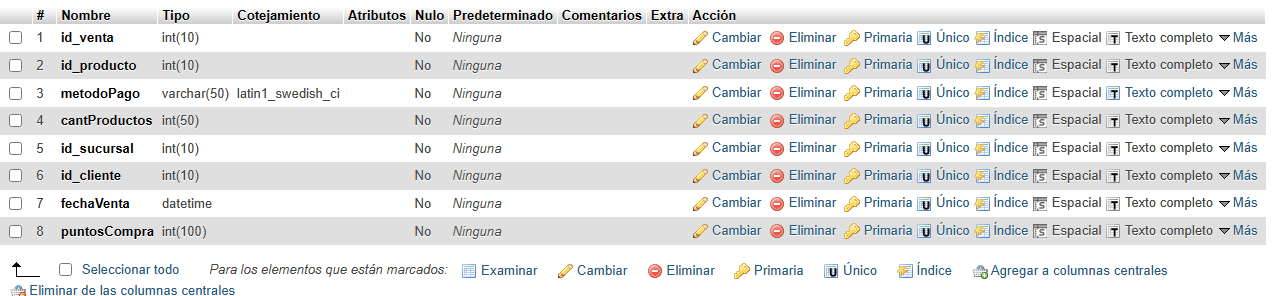 # Nombre Tipo Cotejamiento Atributos Nulo Predeterminado Comentarios Extra Acción
1 id_venta int(10) No Ninguna Cambiar Eliminar Primaria Único Índice Espacial Texto completo Más
2 id_producto int(10) No Ninguna Cambiar Eliminar Primaria Único Índice Espacial Texto completo Más
3 metodoPago varchar(50) latin1_swedish_ci No Ninguna Cambiar Eliminar Primaria Único Índice Espacial Texto completo Más
4 cantProductos int(50) No Ninguna Cambiar Eliminar Primaria Único Índice Espacial Texto completo Más
5 id_sucursal int(10) No Ninguna Cambiar Eliminar Primaria Único Índice Espacial Texto completo Más
6 id_cliente int(10) No Ninguna Cambiar Eliminar Primaria Único Índice Espacial Texto completo Más
7 fechaVenta datetime No Ninguna Cambiar Eliminar Primaria Único Índice Espacial Texto completo Más
8 puntosCompra int(100) No Ninguna Cambiar Eliminar Primaria Único Índice Espacial Texto completo Más
Seleccionar todo Para los elementos que están marcados: Examinar Cambiar Eliminar Primaria Único Índice Agregar a columnas centrales
Eliminar de las columnas centrales